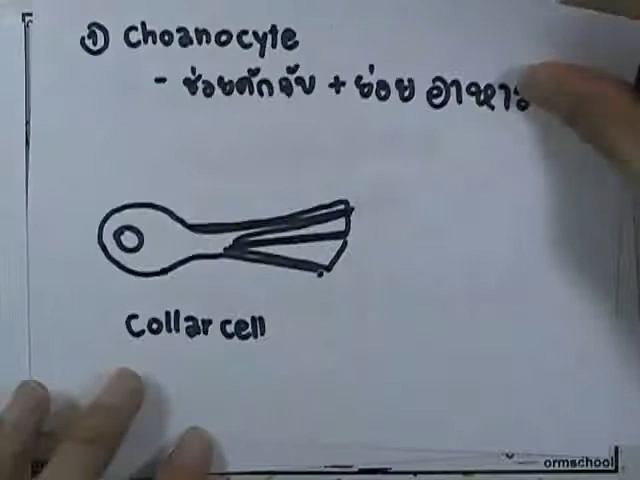 ① choanocyte
- ช่วยดักจับ + ย่อย อาหาร
collar cell
ormschool